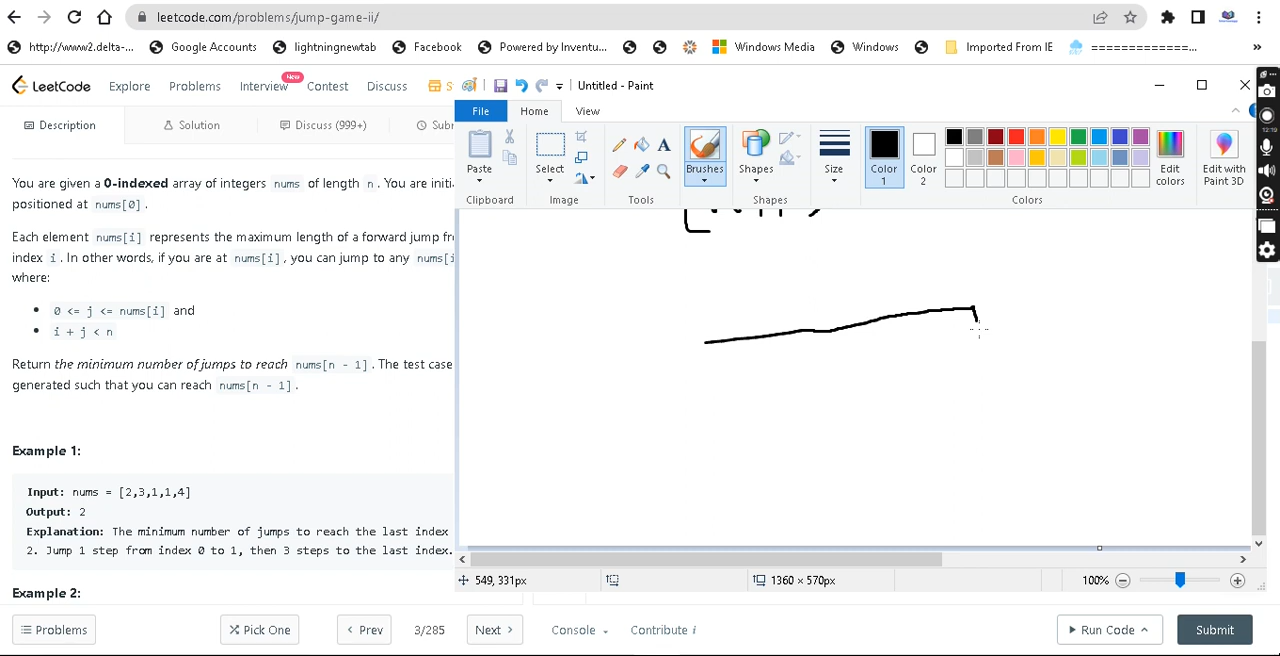 leetcode.com/problems/jump-game-ii/
http://www2.delta-... Google Accounts lightningnewtab Facebook Powered by Inventu... Windows Media Windows Imported From IE =============... »
LeetCode Explore Problems Interview New Contest Discuss S
Untitled - Paint
File Home View
Description Solution Discuss (999+) Sub
Paste Select Brushes Shapes Size Color 1 Color 2 Edit colors Edit with Paint 3D
Clipboard Image Tools Shapes Colors
12:19
You are given a 0-indexed array of integers nums of length n. You are initi
positioned at nums[0].
Each element nums[i] represents the maximum length of a forward jump fr
index i. In other words, if you are at nums[i], you can jump to any nums[i
where:
• 0 <= j <= nums[i] and
• i + j < n
Return the minimum number of jumps to reach nums[n - 1]. The test case
generated such that you can reach nums[n - 1].
Example 1:
Input: nums = [2,3,1,1,4]
Output: 2
Explanation: The minimum number of jumps to reach the last index
2. Jump 1 step from index 0 to 1, then 3 steps to the last index.
Example 2:
549, 331px 1360 × 570px 100%
Problems Pick One Prev 3/285 Next Console Contribute i Run Code Submit